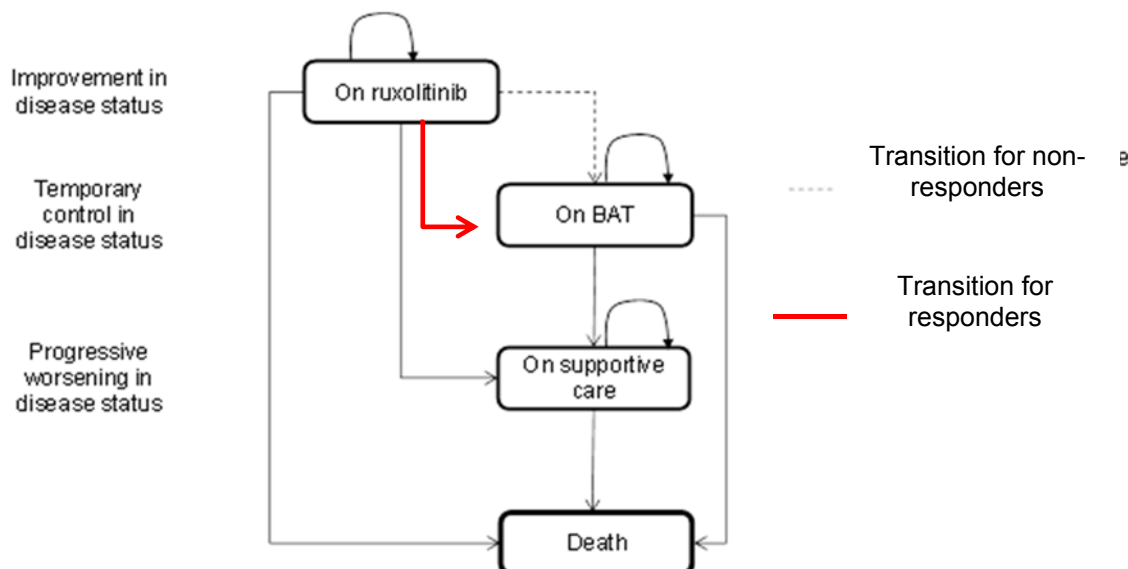 Improvement in
disease status
On ruxolitinib
Temporary
control in
disease status
On BAT
Transition for non-
responders
e
Transition for
responders
Progressive
worsening in
disease status
On supportive
care
Death